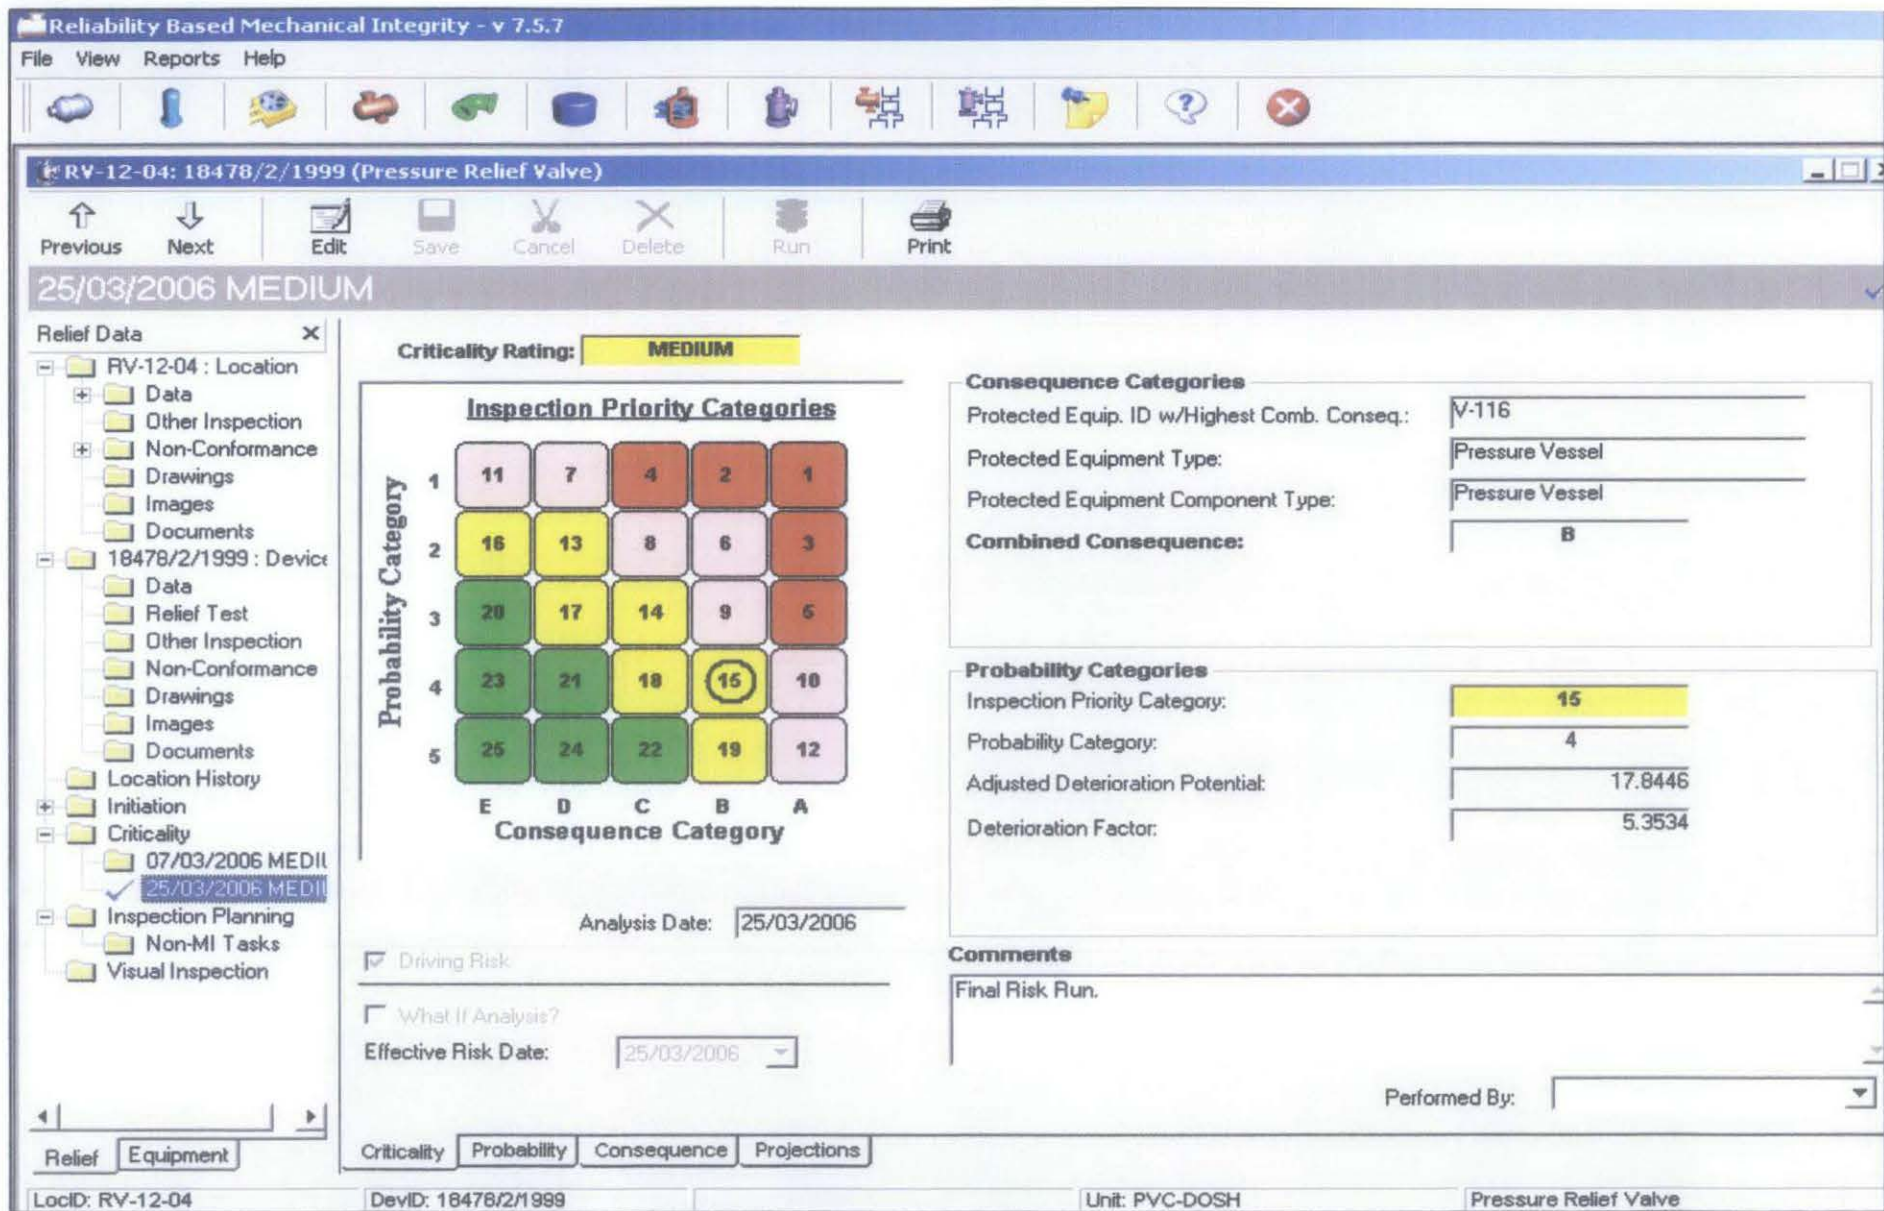 Reliability Based Mechanical Integrity - v 7.5.7
File View Reports Help
RV-12-04: 18478/2/1999 (Pressure Relief Valve)
Previous Next Edit Save Cancel Delete Run Print
25/03/2006 MEDIUM
Relief Data
RV-12-04 : Location
Data
Other Inspection
Non-Conformance
Drawings
Images
Documents
18478/2/1999 : Device
Data
Relief Test
Other Inspection
Non-Conformance
Drawings
Images
Documents
Location History
Initiation
Criticality
07/03/2006 MEDIU
25/03/2006 MEDIU
Inspection Planning
Non-MI Tasks
Visual Inspection
Relief Equipment
Criticality Rating: MEDIUM
Inspection Priority Categories
Probability Category
1 11 7 4 2 1
2 16 13 8 6 3
3 20 17 14 9 5
4 23 21 18 15 10
5 25 24 22 19 12
E D C B A
Consequence Category
Analysis Date: 25/03/2006
Driving Risk
What If Analysis?
Effective Risk Date: 25/03/2006
Consequence Categories
Protected Equip. ID w/Highest Comb. Conseq.: V-116
Protected Equipment Type: Pressure Vessel
Protected Equipment Component Type: Pressure Vessel
Combined Consequence: B
Probability Categories
Inspection Priority Category: 15
Probability Category: 4
Adjusted Deterioration Potential: 17.8446
Deterioration Factor: 5.3534
Comments
Final Risk Run.
Performed By:
Criticality Probability Consequence Projections
LocID: RV-12-04 DevID: 18478/2/1999 Unit: PVC-DOSH Pressure Relief Valve